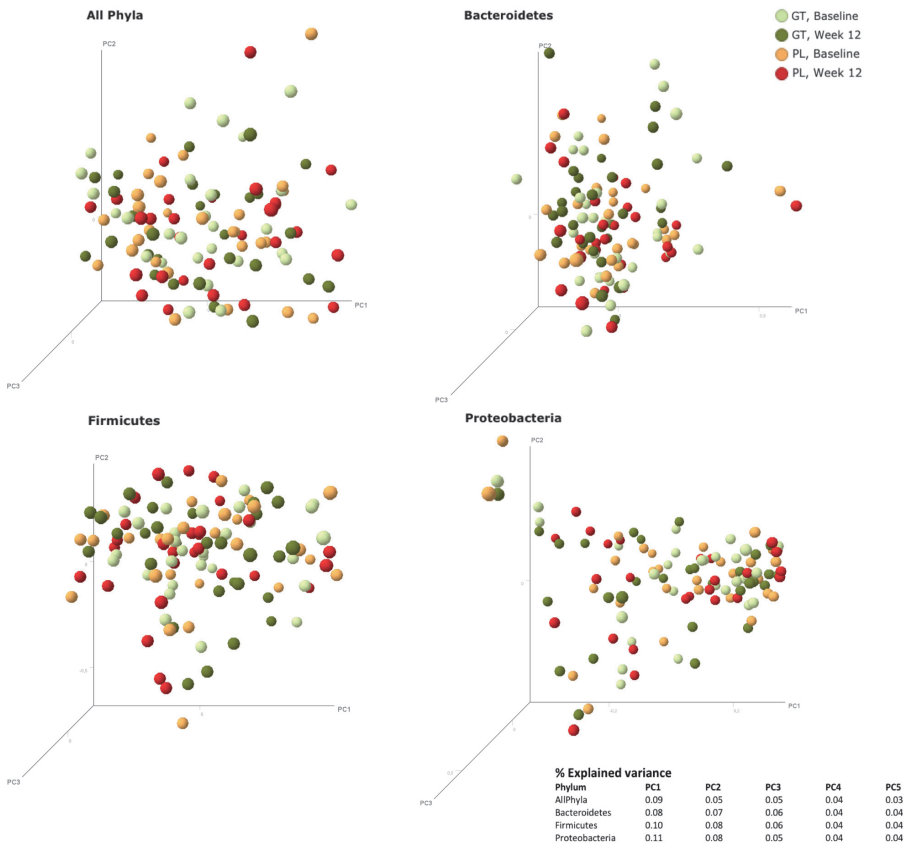 All Phyla
PC2
PC1
PC3
Bacteroidetes
GT, Baseline
GT, Week 12
PL, Baseline
PL, Week 12
PC2
PC1
PC3
Firmicutes
PC2
PC1
PC3
Proteobacteria
PC2
PC1
PC3
% Explained variance
Phylum PC1 PC2 PC3 PC4 PC5
AllPhyla 0.09 0.05 0.05 0.04 0.03
Bacteroidetes 0.08 0.07 0.06 0.04 0.04
Firmicutes 0.10 0.08 0.06 0.04 0.04
Proteobacteria 0.11 0.08 0.05 0.04 0.04